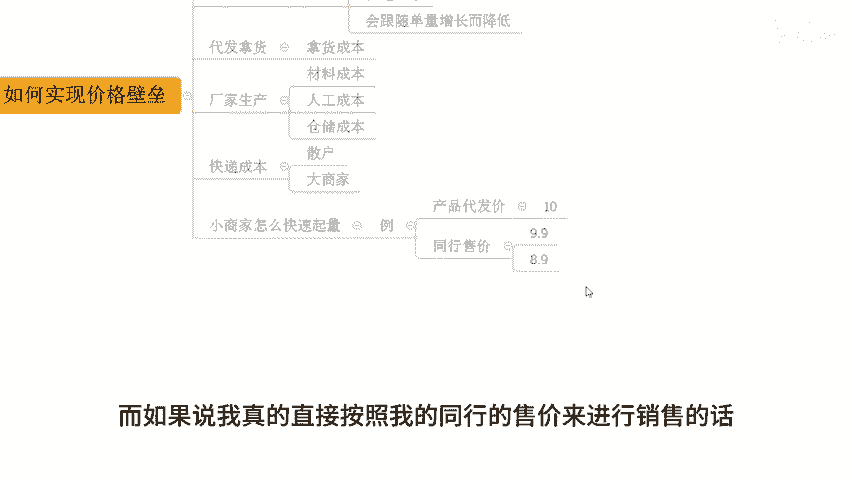 会跟随单量增长而降低
代发拿货 拿货成本
材料成本
如何实现价格壁垒
厂家生产 人工成本
仓储成本
散户
快递成本
大商家
产品代发价 10
小商家怎么快速起量 例
9.9
同行售价
8.9
而如果说我真的直接按照我的同行的售价来进行销售的话